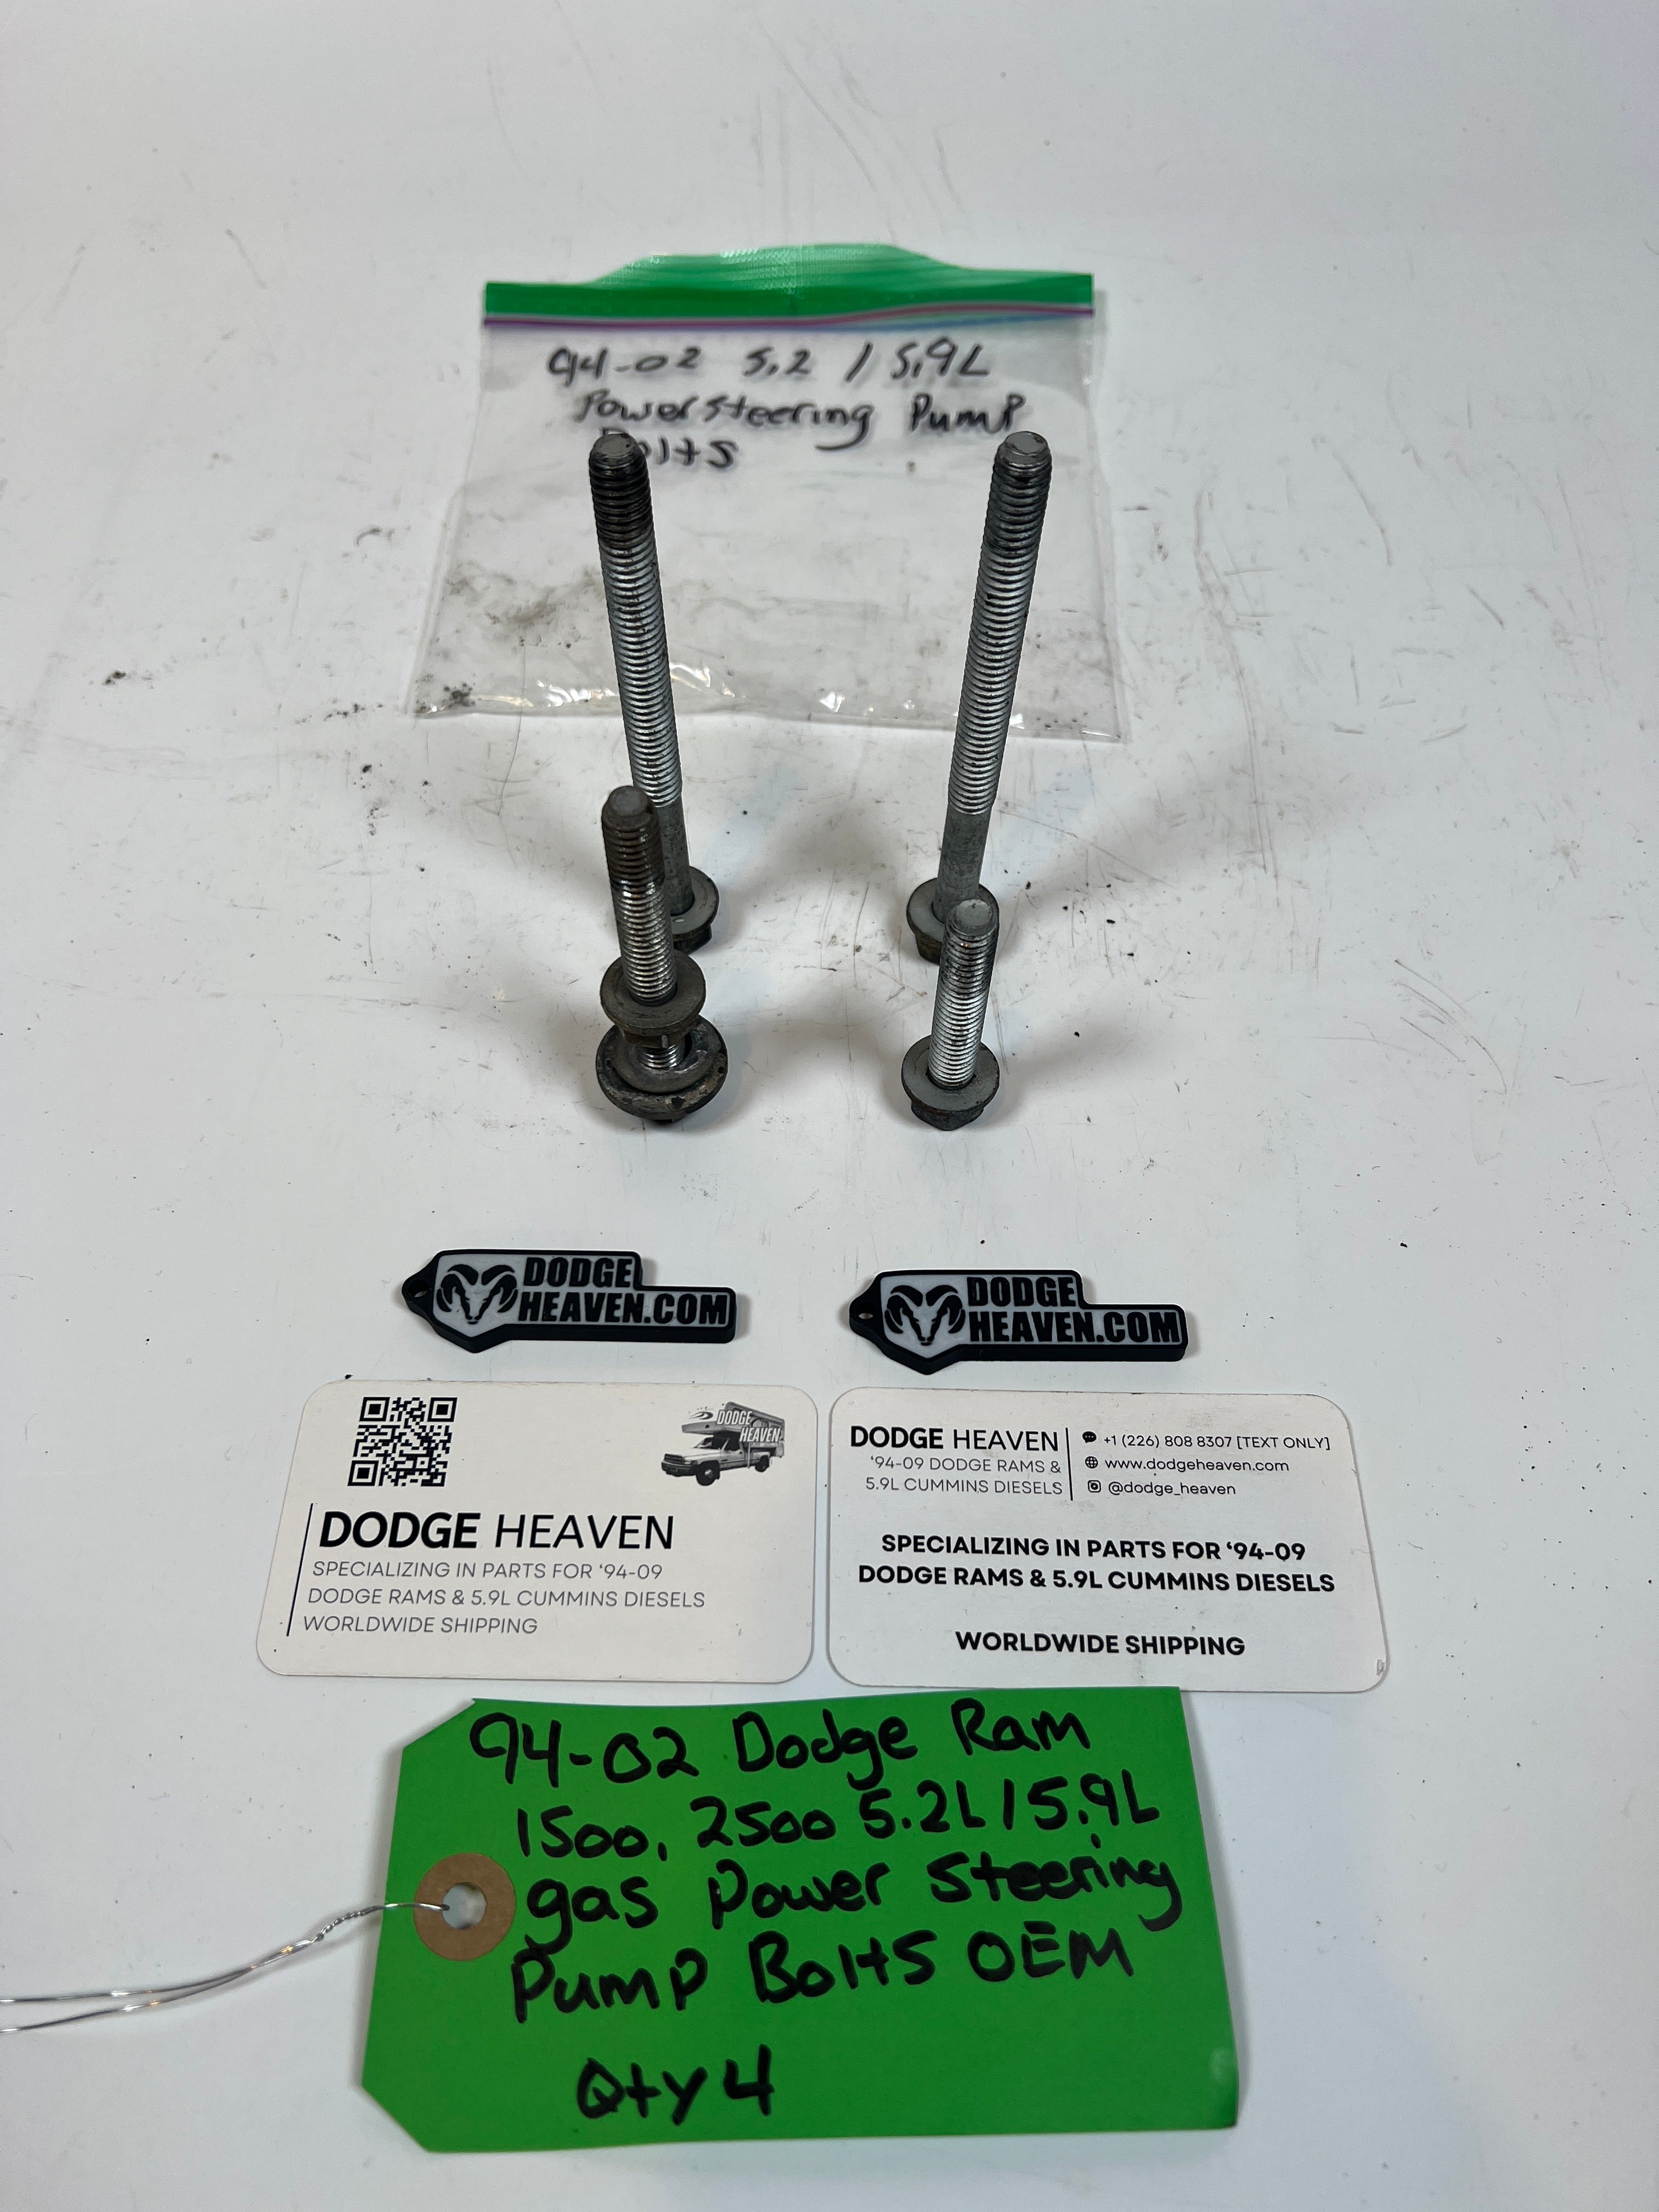 94-02 5.2 / 5.9L
Power steering Pump
Bolts
DODGE
HEAVEN.COM
DODGE
HEAVEN.COM
DODGE
HEAVEN
DODGE HEAVEN
SPECIALIZING IN PARTS FOR ‘94-09
DODGE RAMS & 5.9L CUMMINS DIESELS
WORLDWIDE SHIPPING
DODGE HEAVEN
‘94-09 DODGE RAMS &
5.9L CUMMINS DIESELS
+1 (226) 808 8307 [TEXT ONLY]
www.dodgeheaven.com
@dodge_heaven
SPECIALIZING IN PARTS FOR ‘94-09
DODGE RAMS & 5.9L CUMMINS DIESELS
WORLDWIDE SHIPPING
94-02 Dodge Ram
1500, 2500 5.2L / 5.9L
gas Power Steering
Pump Bolts OEM
Qty 4